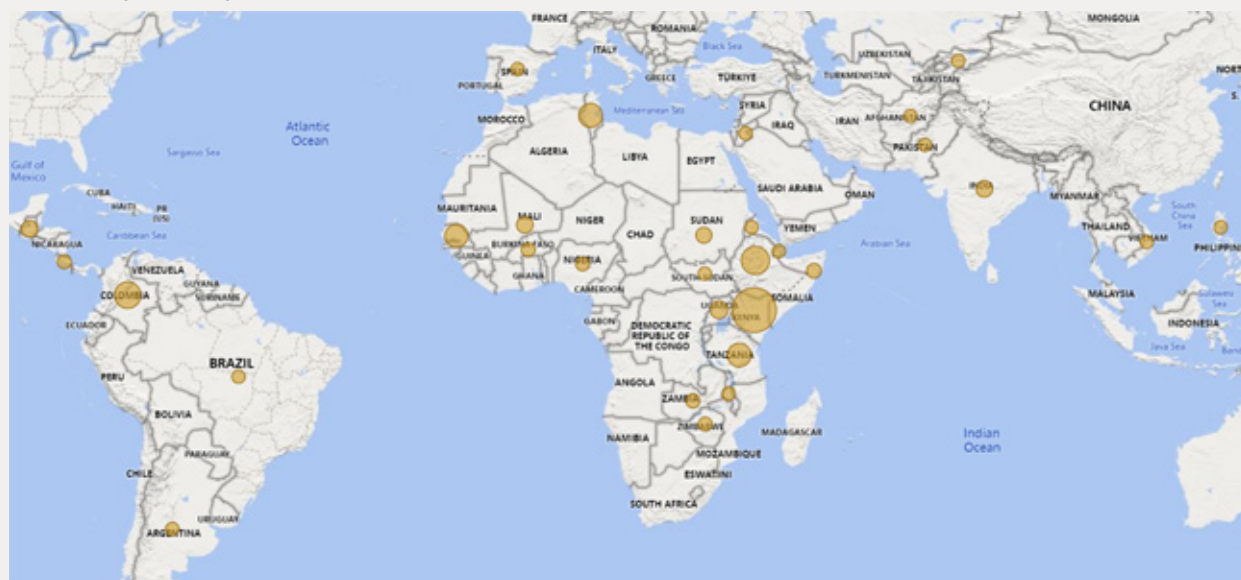 FRANCE
MONGOLIA
ROMANIA
ITALY
Black Sea
UZBEKISTAN
SPAIN
PORTUGAL
GREECE
TÜRKIYE
TURKMENISTAN
TAJIKISTAN
NORT
S.
CHINA
Mediterranean Sea
SYRIA
MOROCCO
IRAQ
IRAN
AFGHANISTAN
Atlantic
Ocean
PAKISTAN
Sargasso Sea
ALGERIA
LIBYA
EGYPT
Gulf of
Mexico
SAUDI ARABIA
OMAN
INDIA
MYANMAR
CUBA
HAITI
PR
(US)
MAURITANIA
MALI
NIGER
CHAD
SUDAN
YEMEN
South
China
Sea
THAILAND
VIETNAM
PHILIPPIN
Caribbean Sea
NICARAGUA
Arabian Sea
BURKINA FASO
GUINEA
GHANA
NIGERIA
SOUTH SUDAN
VENEZUELA
GUYANA
SURINAME
COLOMBIA
CAMEROON
SOMALIA
MALAYSIA
Sulawesi
Sea
UGANDA
KENYA
GABON
ECUADOR
DEMOCRATIC
REPUBLIC OF
THE CONGO
INDONESIA
Java Sea
Band
TANZANIA
BRAZIL
PERU
ANGOLA
ZAMBIA
BOLIVIA
ZIMBABWE
MADAGASCAR
Indian
Ocean
NAMIBIA
PARAGUAY
MOZAMBIQUE
CHILE
ESWATINI
SOUTH AFRICA
URUGUAY
ARGENTINA